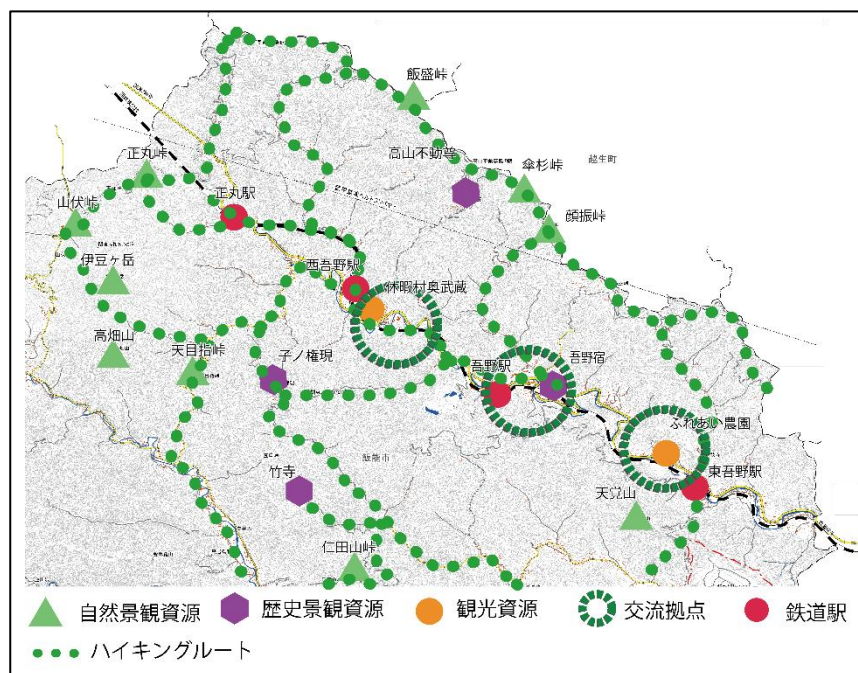 飯盛峠
高山不動尊
傘杉峠
越生町
正丸峠
正丸駅
顔振峠
山伏峠
伊豆ヶ岳
西吾野駅
休暇村奥武蔵
高畑山
天目指峠
子ノ権現
吾野駅
吾野宿
ふれあい農園
飯能市
竹寺
天覚山
東吾野駅
仁田山峠
自然景観資源
歴史景観資源
観光資源
交流拠点
鉄道駅
ハイキングルート